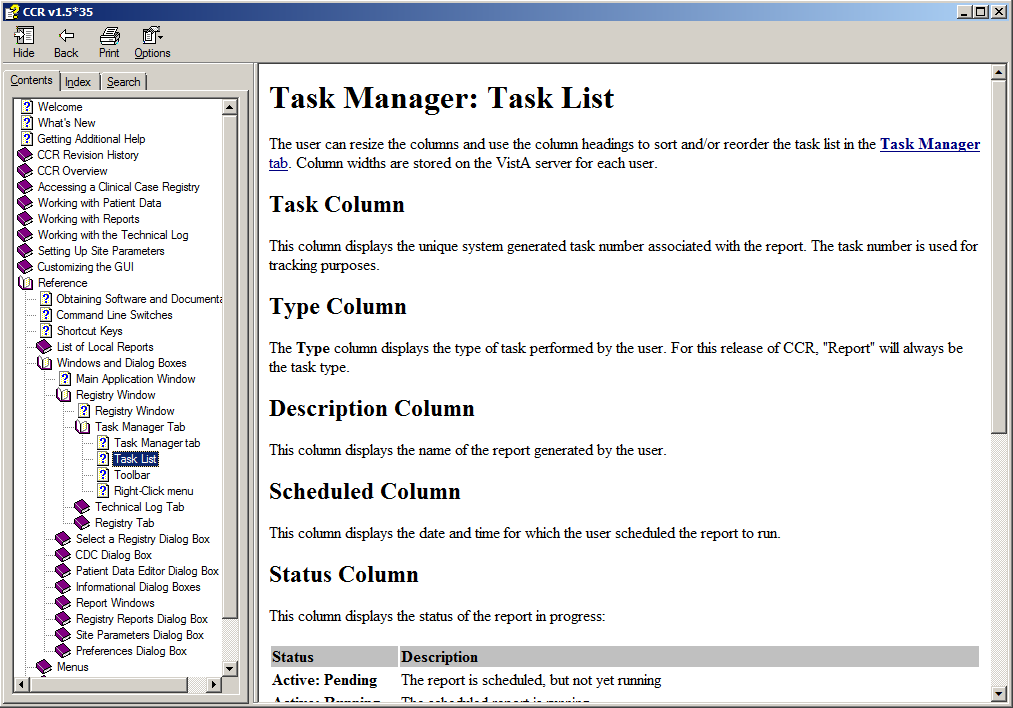 CCR v1.5*35
Hide Back Print Options
Contents Index Search
Welcome
What's New
Getting Additional Help
CCR Revision History
CCR Overview
Accessing a Clinical Case Registry
Working with Patient Data
Working with Reports
Working with the Technical Log
Setting Up Site Parameters
Customizing the GUI
Reference
Obtaining Software and Documenta
Command Line Switches
Shortcut Keys
List of Local Reports
Windows and Dialog Boxes
Main Application Window
Registry Window
Registry Window
Task Manager Tab
Task Manager tab
Task List
Toolbar
Right-Click menu
Technical Log Tab
Registry Tab
Select a Registry Dialog Box
CDC Dialog Box
Patient Data Editor Dialog Box
Informational Dialog Boxes
Report Windows
Registry Reports Dialog Box
Site Parameters Dialog Box
Preferences Dialog Box
Menus
Task Manager: Task List
The user can resize the columns and use the column headings to sort and/or reorder the task list in the Task Manager
tab. Column widths are stored on the VistA server for each user.
Task Column
This column displays the unique system generated task number associated with the report. The task number is used for
tracking purposes.
Type Column
The Type column displays the type of task performed by the user. For this release of CCR, "Report" will always be
the task type.
Description Column
This column displays the name of the report generated by the user.
Scheduled Column
This column displays the date and time for which the user scheduled the report to run.
Status Column
This column displays the status of the report in progress:
Status Description
Active: Pending The report is scheduled, but not yet running
Active: Running The scheduled report is running